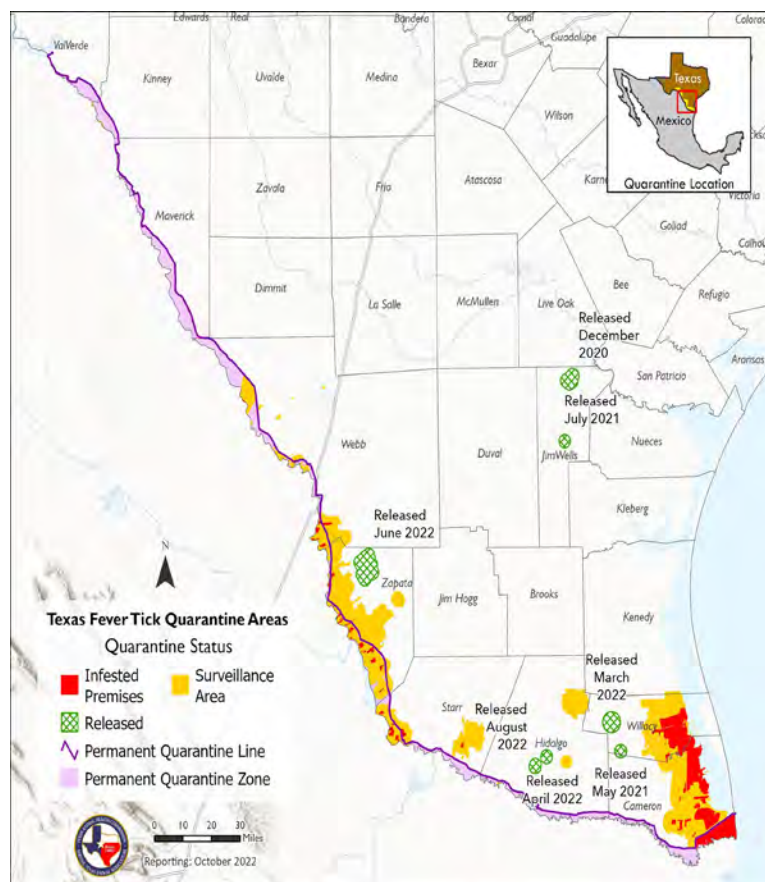 Edwards
Real
Bandera
Comal
Colorad
ValVerde
Guadalupe
Kinney
Uvalde
Medina
Bexar
Texas
Mexico
Quarantine Location
Wilson
Zavala
Frio
Atascosa
Karne
Victoria
Maverick
Goliad
Calhou
Dimmit
La Salle
McMullen
Live Oak
Bee
Refugio
Released
December
2020
Aransas
San Patricio
Released
July 2021
Webb
Duval
JimWells
Nueces
Kleberg
Released
June 2022
N
Zapata
Jim Hogg
Brooks
Kenedy
Texas Fever Tick Quarantine Areas
Quarantine Status
Infested
Premises
Surveillance
Area
Released
Permanent Quarantine Line
Permanent Quarantine Zone
Released
March
2022
Starr
Released
August
2022
Willacy
Hidalgo
Released
April 2022
Released
May 2021
Cameron
0 10 20 30
Miles
Reporting: October 2022